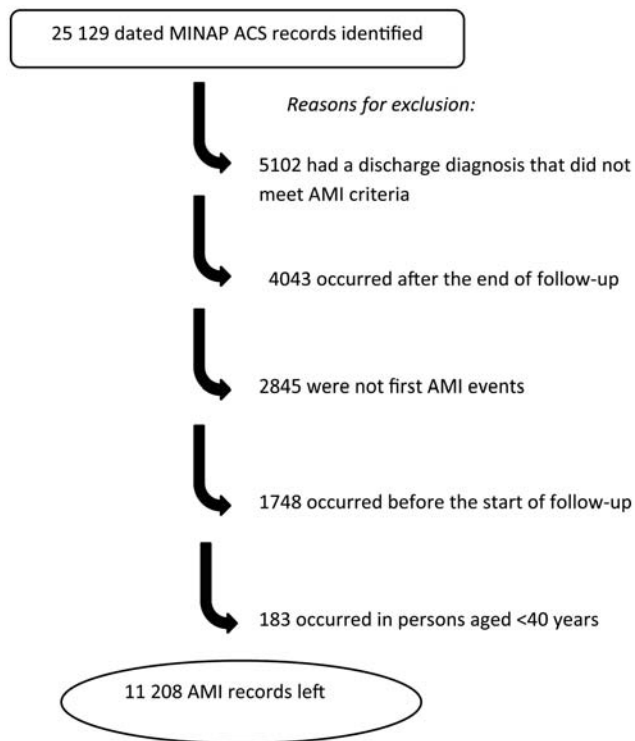 25 129 dated MINAP ACS records identified
Reasons for exclusion:
5102 had a discharge diagnosis that did not
meet AMI criteria
4043 occurred after the end of follow-up
2845 were not first AMI events
1748 occurred before the start of follow-up
183 occurred in persons aged <40 years
11 208 AMI records left